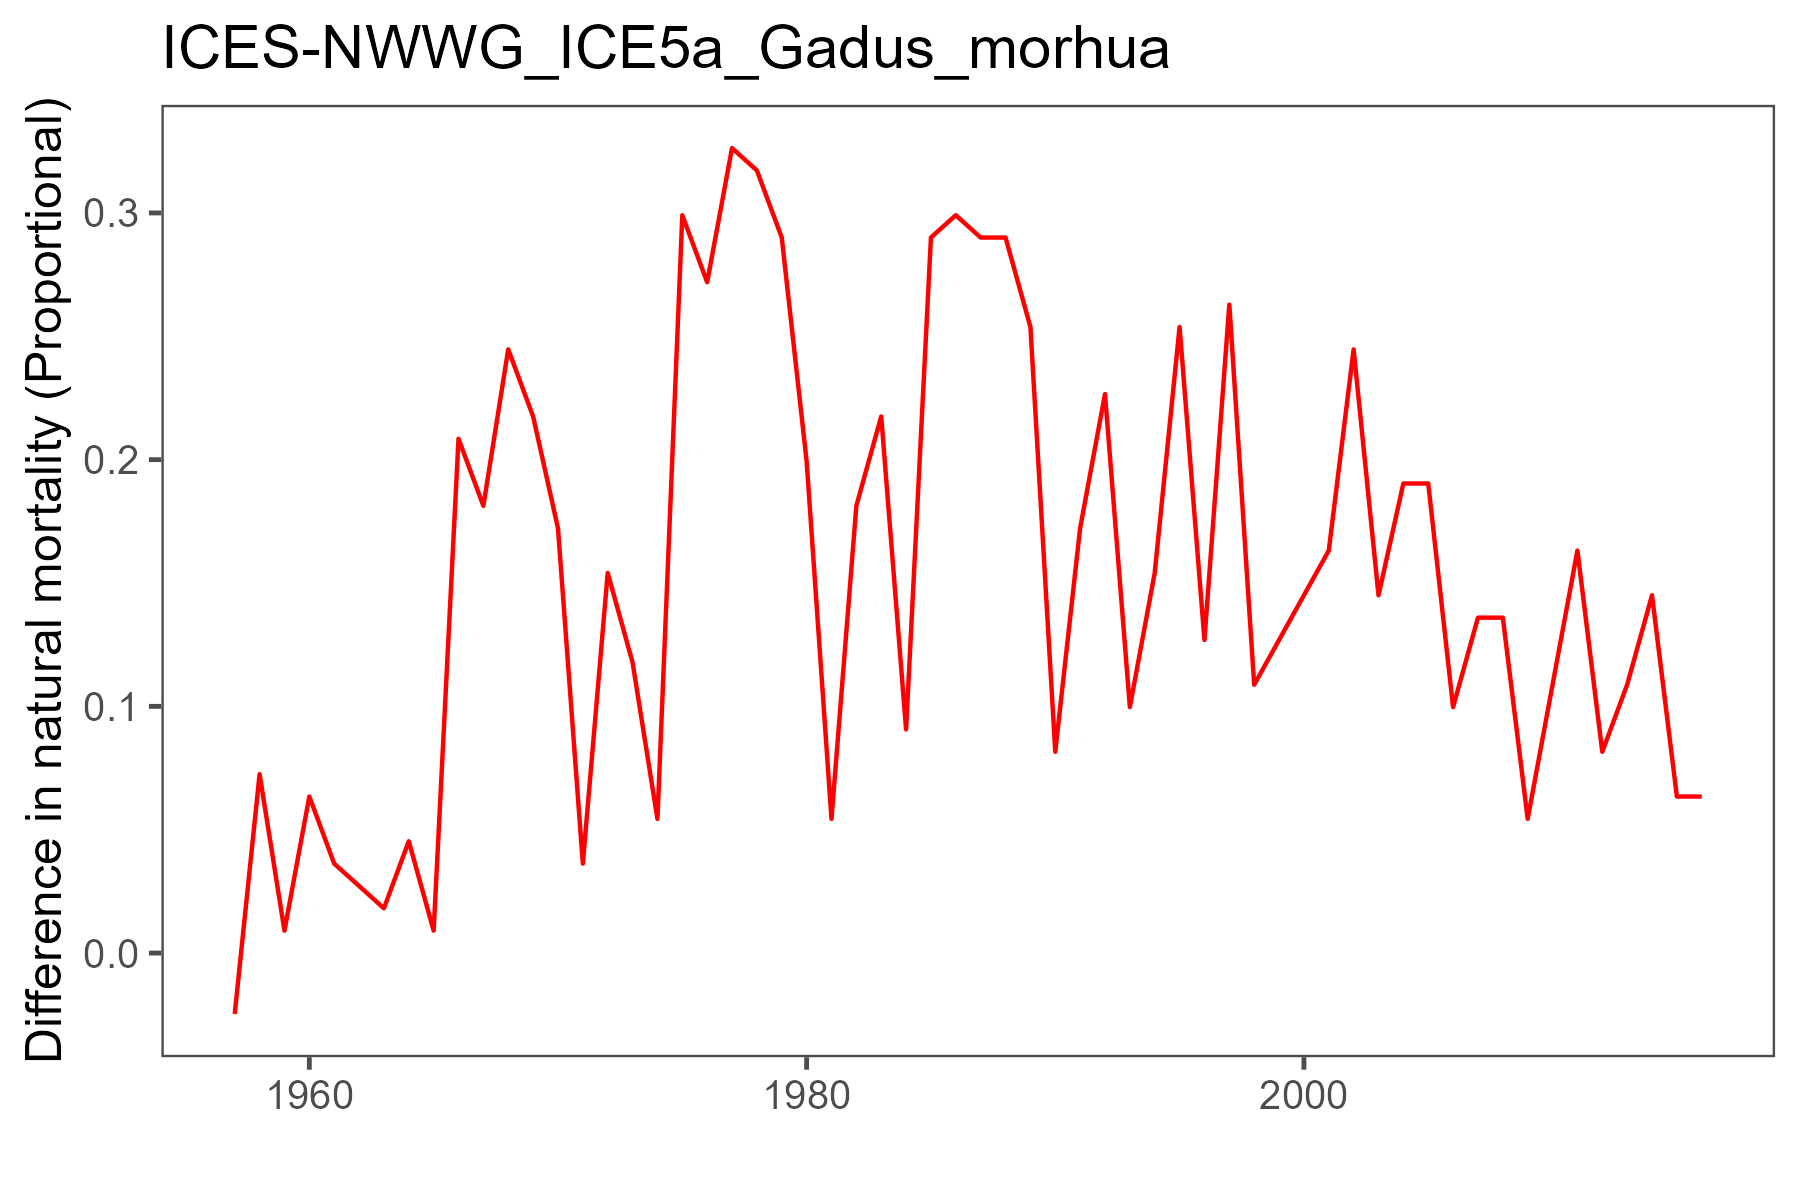 ICES-NWWG_ICE5a_Gadus_morhua
Difference in natural mortality (Proportional)
0.3
0.2
0.1
0.0
1960 1980 2000